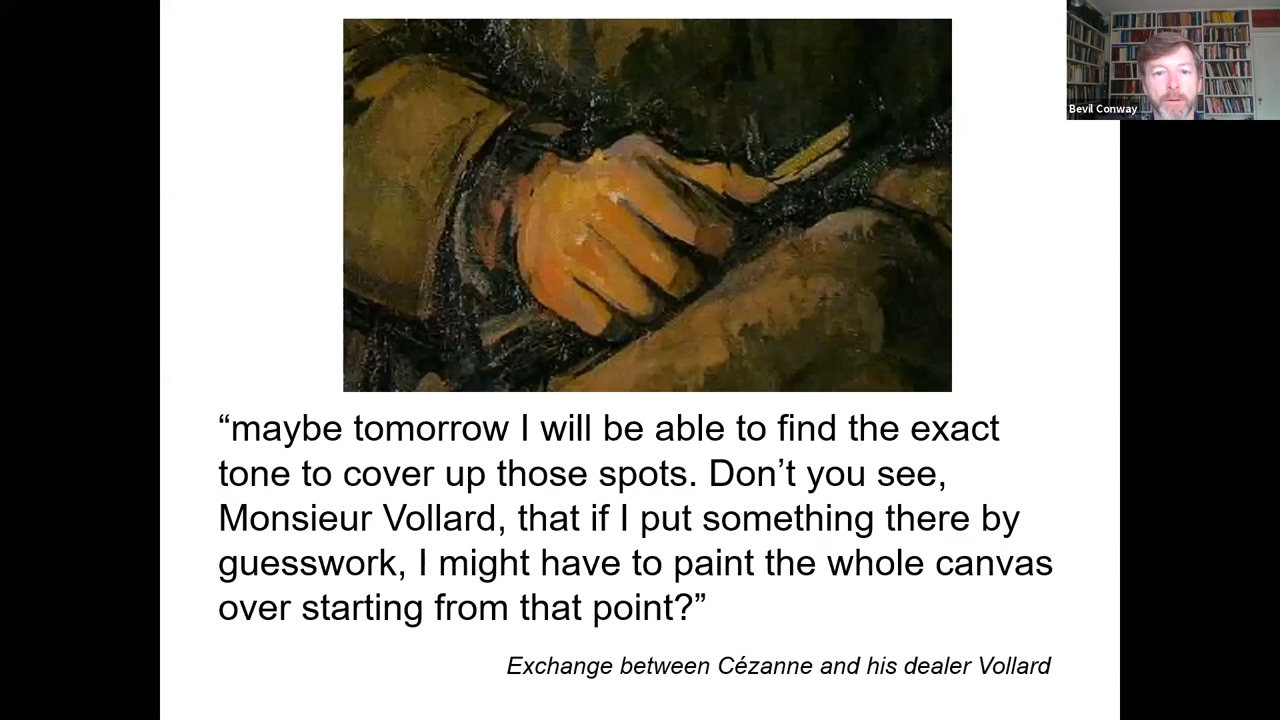 Bevil Conway
“maybe tomorrow I will be able to find the exact
tone to cover up those spots. Don’t you see,
Monsieur Vollard, that if I put something there by
guesswork, I might have to paint the whole canvas
over starting from that point?”
Exchange between Cézanne and his dealer Vollard